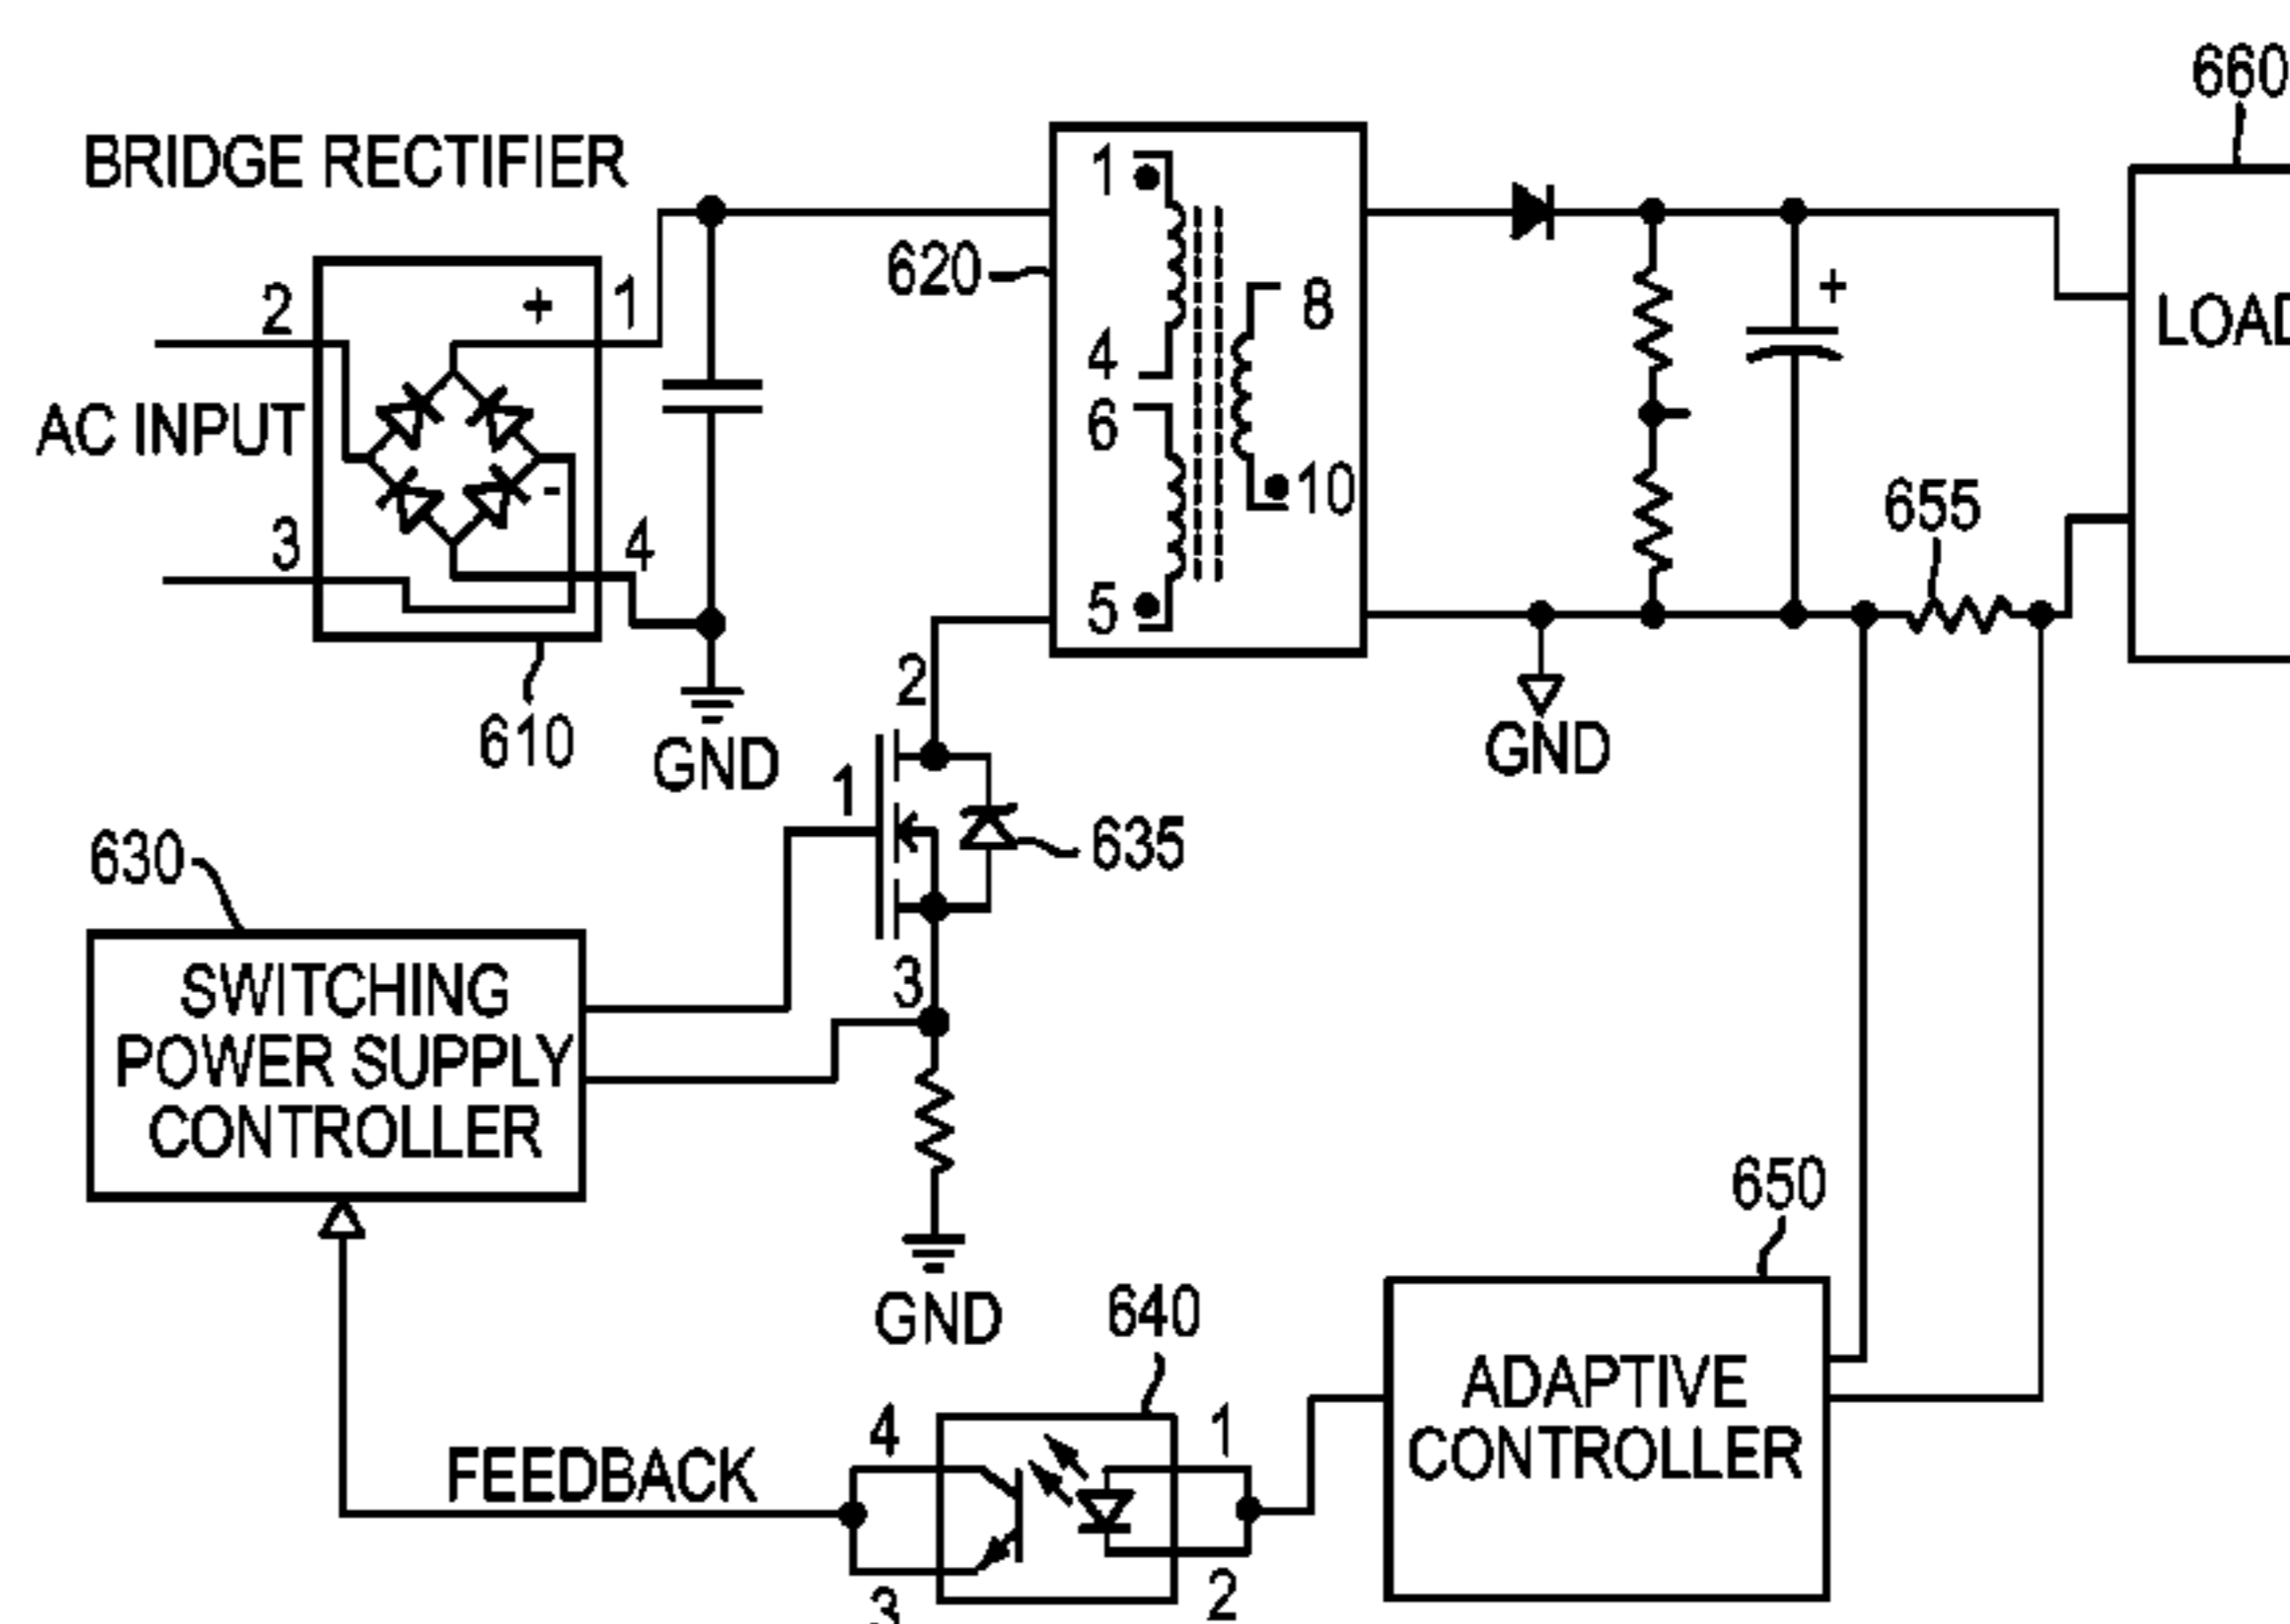 660
BRIDGE RECTIFIER
1
620
2
+
1
8
+
LOAD
4
AC INPUT
6
-
10
655
3
4
5
610
GND
2
GND
1
635
630
3
SWITCHING
POWER SUPPLY
CONTROLLER
650
GND
640
ADAPTIVE
CONTROLLER
4
1
FEEDBACK
3
2